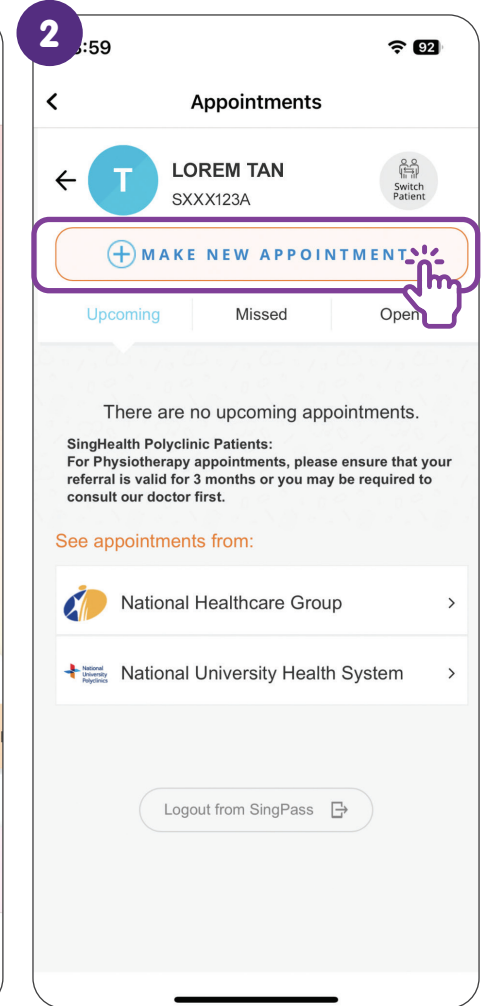 2
:59
92
Appointments
T
LOREM TAN
SXXX123A
Switch
Patient
MAKE NEW APPOINTMENT
Upcoming
Missed
Open
There are no upcoming appointments.
SingHealth Polyclinic Patients:
For Physiotherapy appointments, please ensure that your
referral is valid for 3 months or you may be required to
consult our doctor first.
See appointments from:
National Healthcare Group
National
University
Polyclinics
National University Health System
Logout from SingPass